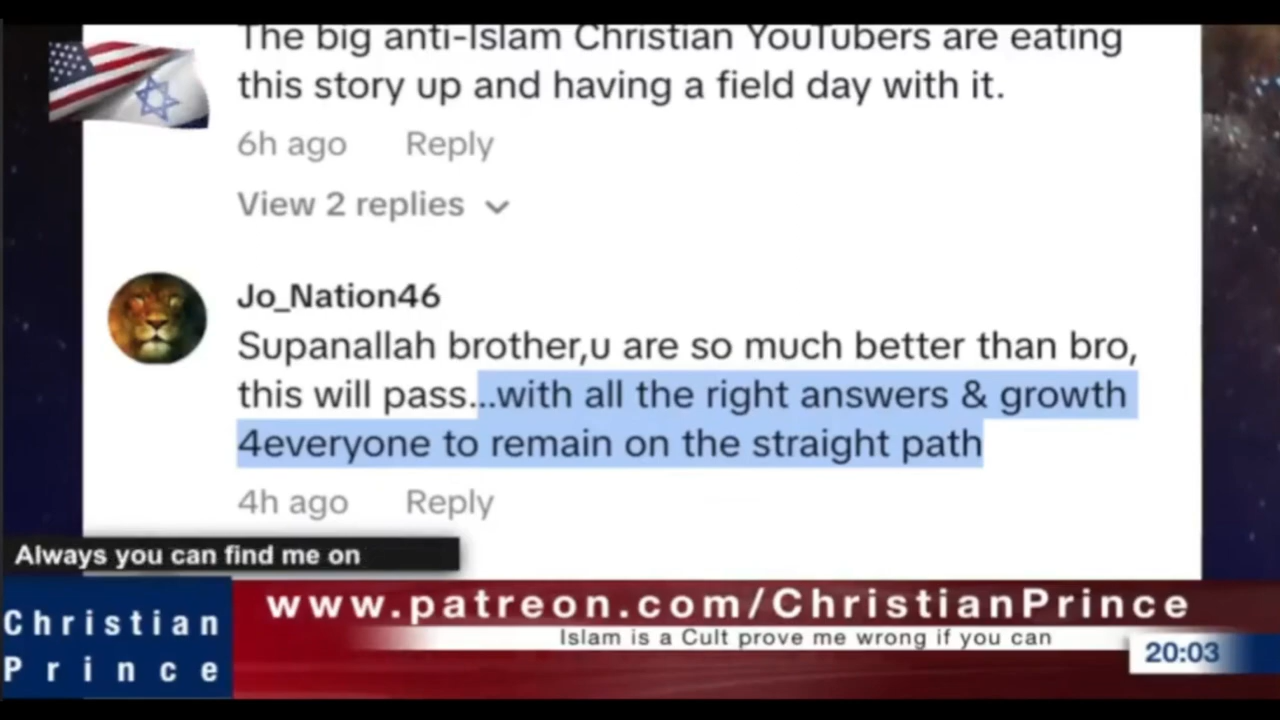 The big anti-Islam Christian YouTubers are eating
this story up and having a field day with it.
6h ago Reply
View 2 replies
Jo_Nation46
Supanallah brother,u are so much better than bro,
this will pass...with all the right answers & growth
4everyone to remain on the straight path
4h ago Reply
Always you can find me on
Christian
Prince
www.patreon.com/ChristianPrince
Islam is a Cult prove me wrong if you can
20:03